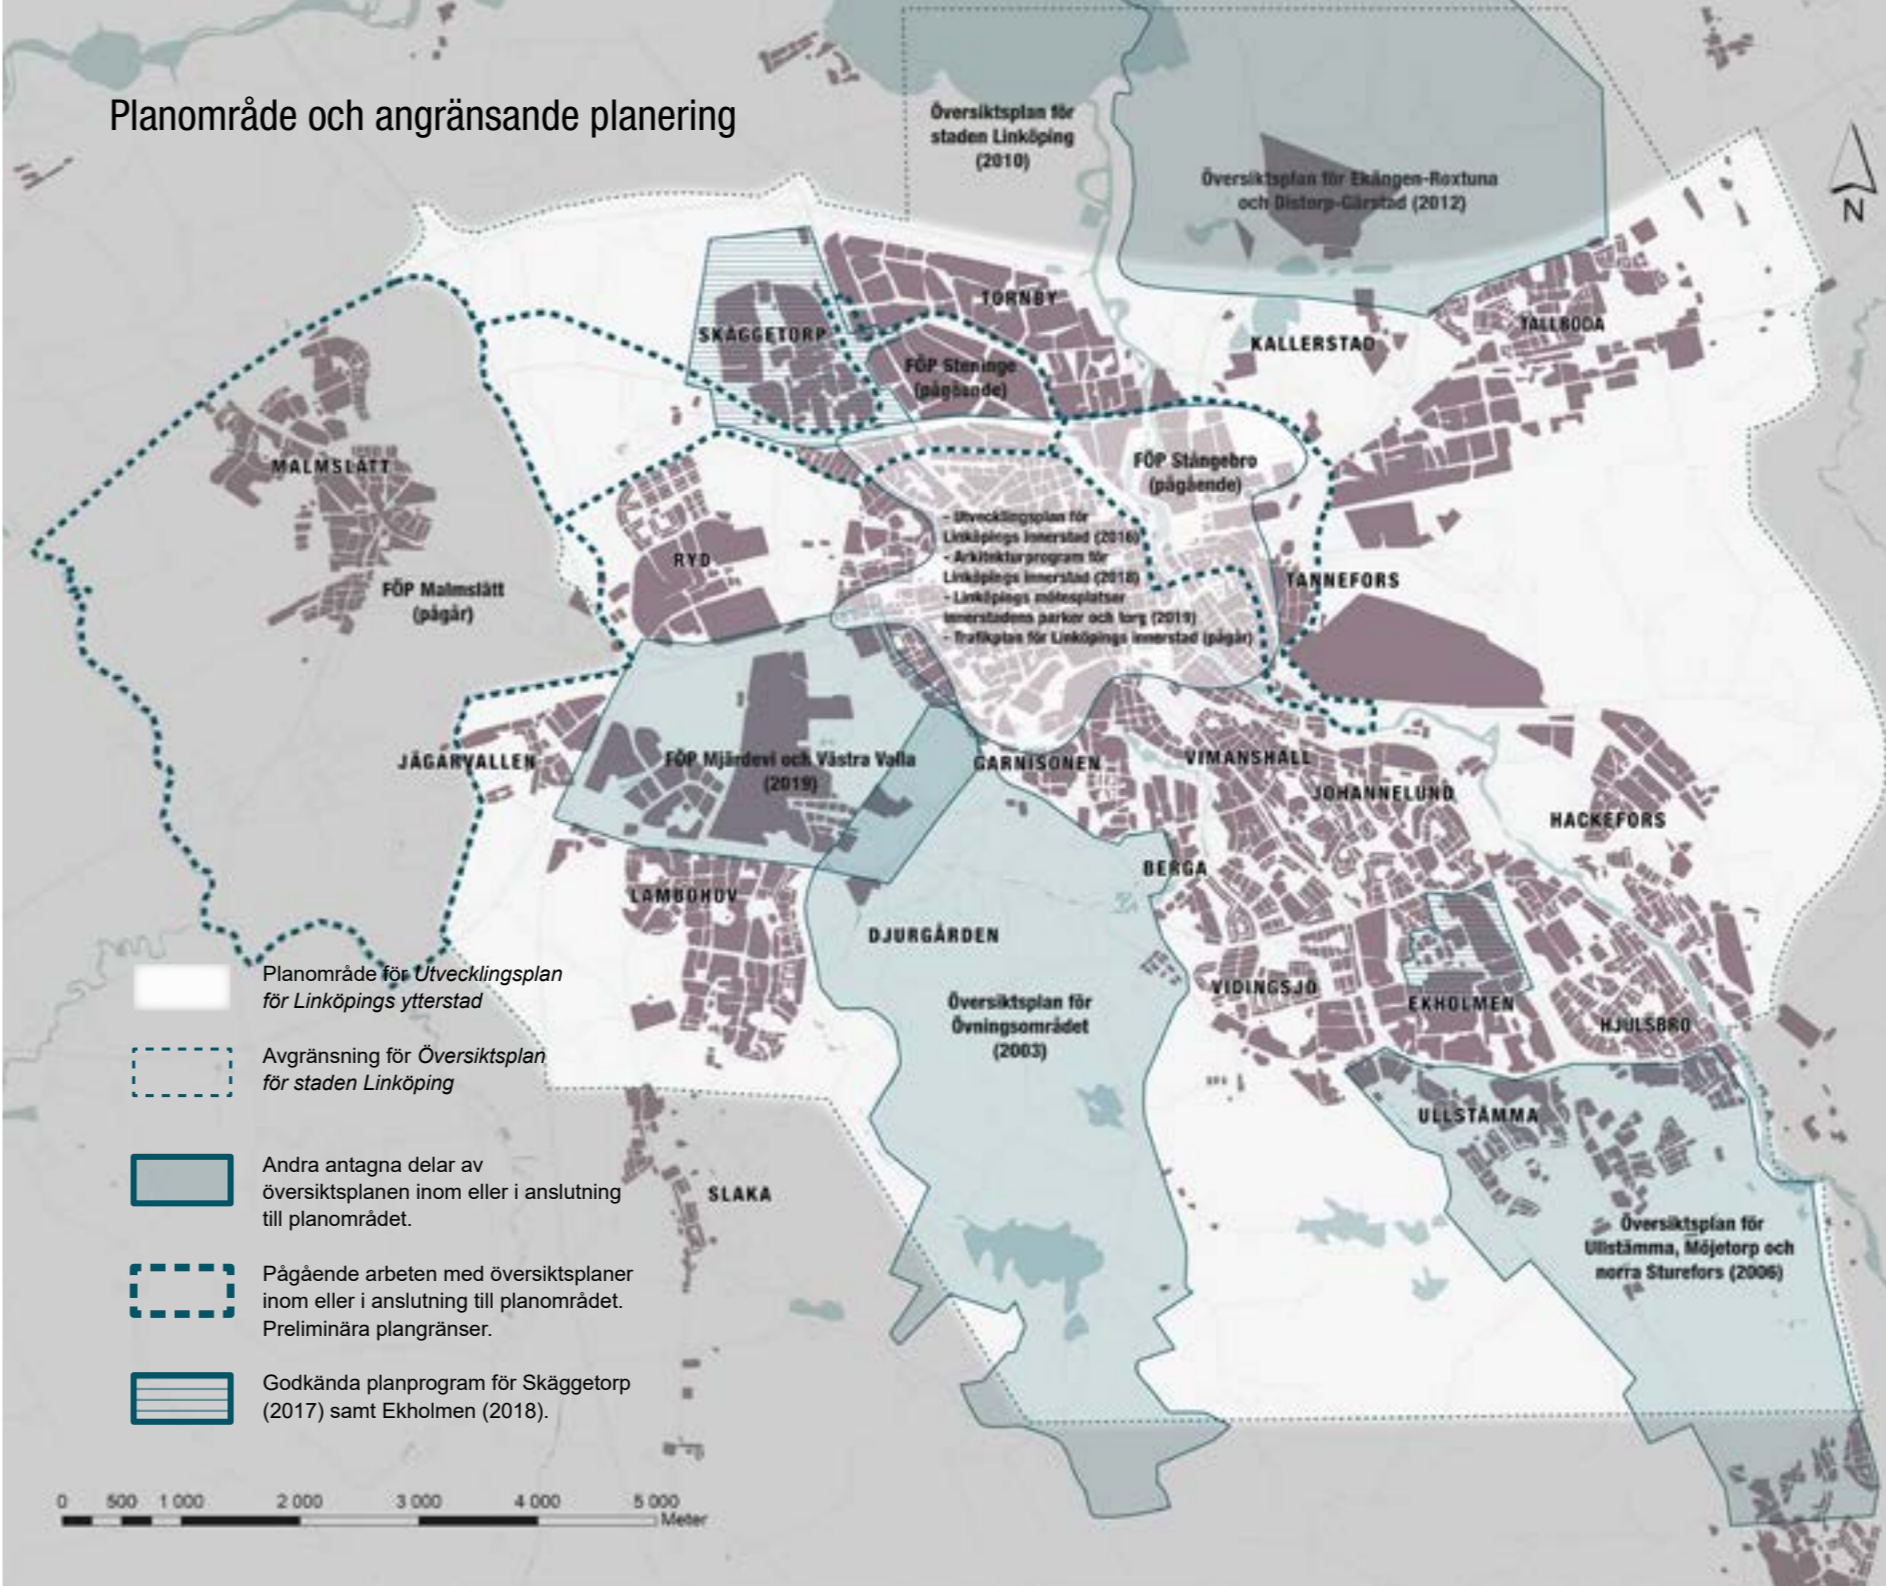 Planområde och angränsande planering
Översiktsplan för
staden Linköping
(2010)
Översiktsplan för Ekängen-Roxtuna
och Distorp-Gärstad (2012)
N
TORNBY
SKÄGGETORP
KALLERSTAD
TALLBODA
FÖP Steninge
(pågående)
MALMSLÄTT
FÖP Stångebro
(pågående)
- Utvecklingsplan för
Linköpings innerstad (2016)
- Arkitekturprogram för
Linköpings innerstad (2018)
- Linköpings mötesplatser
innerstadens parker och torg (2019)
- Trafikplan för Linköpings innerstad (pågår)
RYD
TANNEFORS
FÖP Malmslätt
(pågår)
JÄGARVALLEN
FÖP Mjärdevi och Västra Valla
(2019)
GARNISONEN
VIMANSHÄLL
JOHANNELUND
HACKEFORS
BERGA
LAMBOHOV
DJURGÅRDEN
VIDINGSJÖ
EKHOLMEN
HJULSBRO
Översiktsplan för
Övningsområdet
(2003)
ULLSTÄMMA
SLAKA
Översiktsplan för
Ullstämma, Möjetorp och
norra Sturefors (2006)
Planområde för Utvecklingsplan
för Linköpings ytterstad
Avgränsning för Översiktsplan
för staden Linköping
Andra antagna delar av
översiktsplanen inom eller i anslutning
till planområdet.
Pågående arbeten med översiktsplaner
inom eller i anslutning till planområdet.
Preliminära plangränser.
Godkända planprogram för Skäggetorp
(2017) samt Ekholmen (2018).
0 500 1 000 2 000 3 000 4 000 5 000
Meter